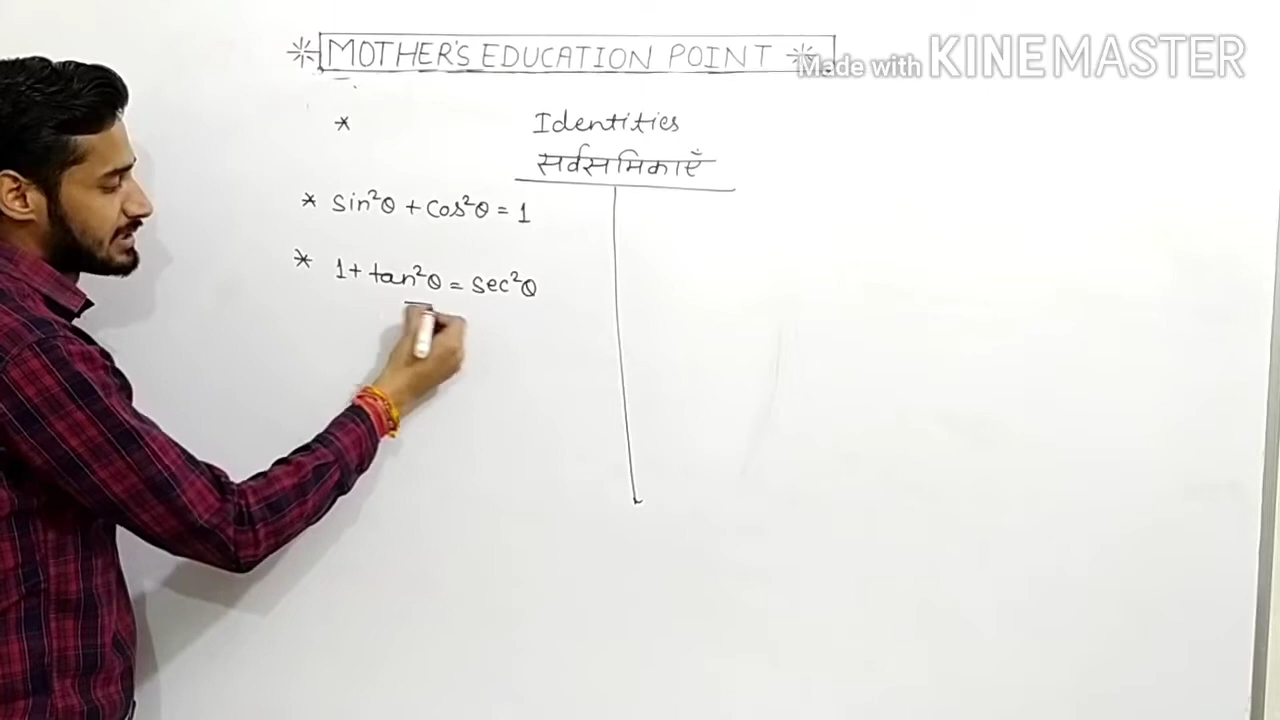 * MOTHER'S EDUCATION POINT *
Made with KINEMASTER
* Identities
सर्वसमिकाएँ
* sin²θ + cos²θ = 1
* 1 + tan²θ = sec²θ